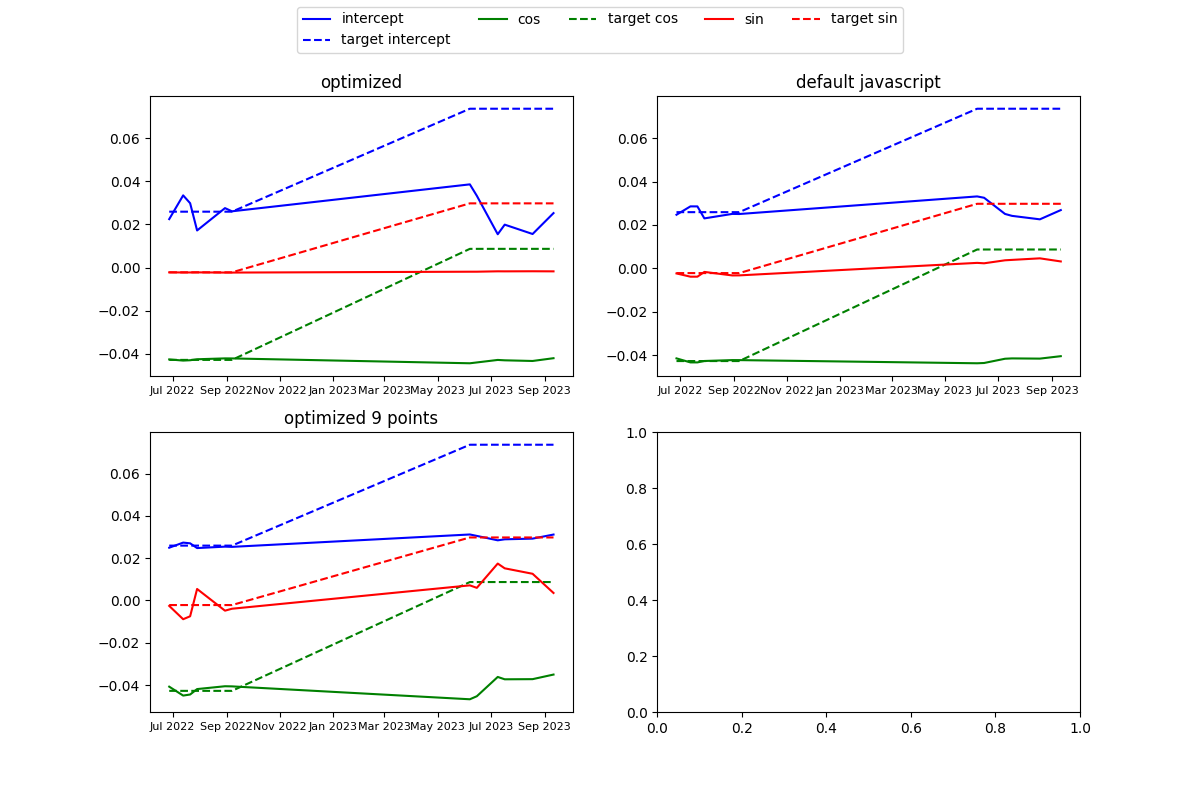 intercept cos target cos sin target sin
target intercept
optimized
0.06
0.04
0.02
0.00
−0.02
−0.04
Jul 2022 Sep 2022 Nov 2022 Jan 2023 Mar 2023 May 2023 Jul 2023 Sep 2023
default javascript
0.06
0.04
0.02
0.00
−0.02
−0.04
Jul 2022 Sep 2022 Nov 2022 Jan 2023 Mar 2023 May 2023 Jul 2023 Sep 2023
optimized 9 points
0.06
0.04
0.02
0.00
−0.02
−0.04
Jul 2022 Sep 2022 Nov 2022 Jan 2023 Mar 2023 May 2023 Jul 2023 Sep 2023
1.0
0.8
0.6
0.4
0.2
0.0
0.0 0.2 0.4 0.6 0.8 1.0